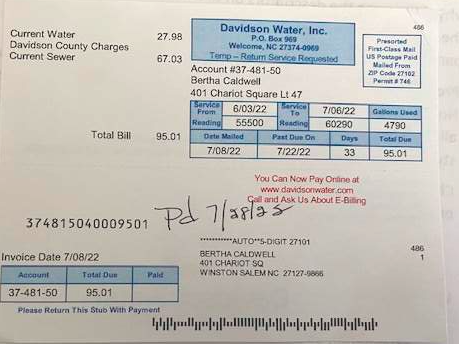 486
Current Water 27.98
Davidson County Charges
Current Sewer 67.03
Total Bill 95.01
Davidson Water, Inc.
P.O. Box 969
Welcome, NC 27374-0969
Temp - Return Service Requested
Presorted
First-Class Mail
US Postage Paid
Mailed From
ZIP Code 27102
Permit # 746
Account #37-481-50
Bertha Caldwell
401 Chariot Square Lt 47
Service From 6/03/22 Service To 7/06/22 Gallons Used
Reading 55500 Reading 60290 4790
Date Mailed Past Due On Days Total Due
7/08/22 7/22/22 33 95.01
You Can Now Pay Online at
www.davidsonwater.com
Call and Ask Us About E-Billing
374815040009501
Pd 7/28/22
**********AUTO**5-DIGIT 27101
BERTHA CALDWELL
401 CHARIOT SQ
WINSTON SALEM NC 27127-9866
486
1
Invoice Date 7/08/22
Account Total Due Paid
37-481-50 95.01
Please Return This Stub With Payment